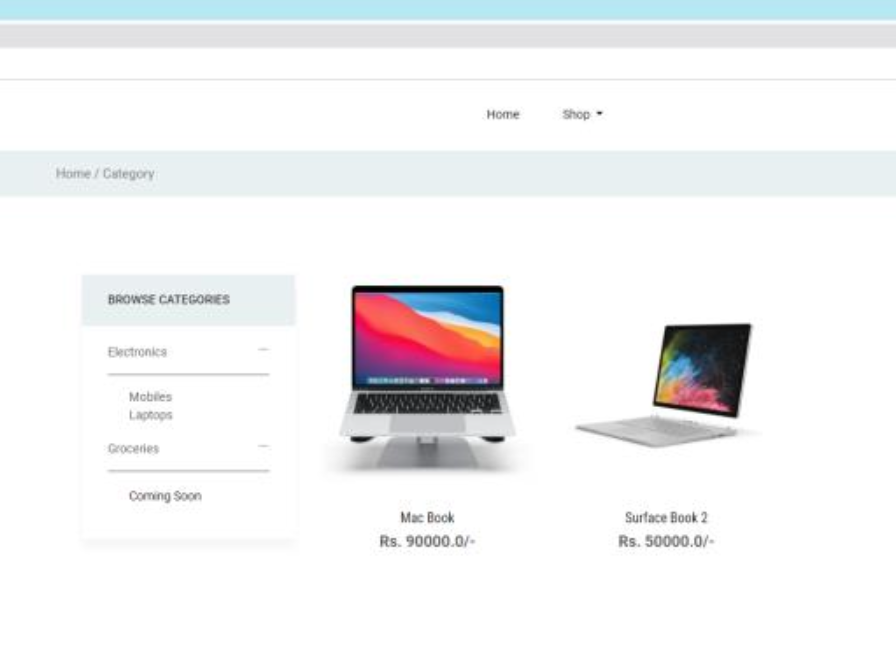 Home Shop
Home / Category
BROWSE CATEGORIES
Electronics
Mobiles
Laptops
Groceries
Coming Soon
Mac Book
Rs. 90000.0/-
Surface Book 2
Rs. 50000.0/-